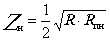 Zн = 1/2 √(R · Rпн)